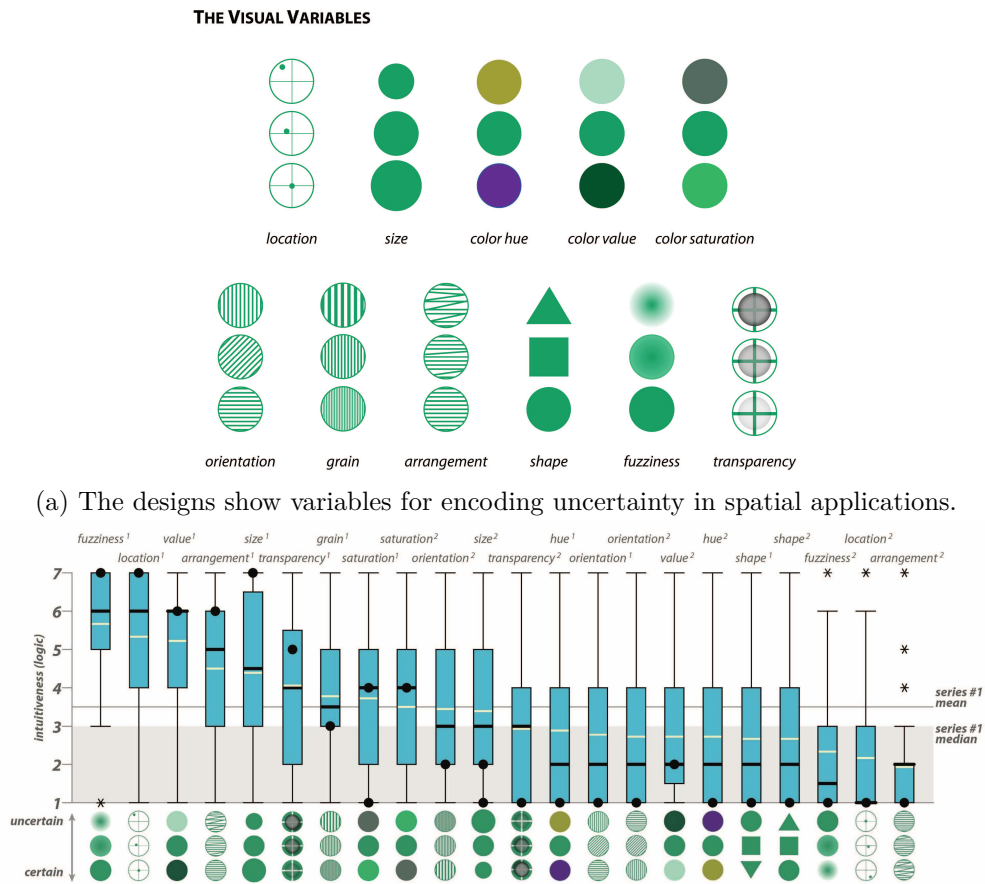 THE VISUAL VARIABLES
location size color hue color value color saturation
orientation grain arrangement shape fuzziness transparency
(a) The designs show variables for encoding uncertainty in spatial applications.
fuzziness 1 value 1 size 1 grain 1 saturation 2 size 2 hue 1 orientation 2 hue 2 shape 2 location 2
location 1 arrangement 1 transparency 1 saturation 1 orientation 2 transparency 2 orientation 1 value 2 shape 1 fuzziness 2 arrangement 2
7
6
5
4
3
2
1
intuitiveness (logic)
series #1
mean
series #1
median
uncertain
certain